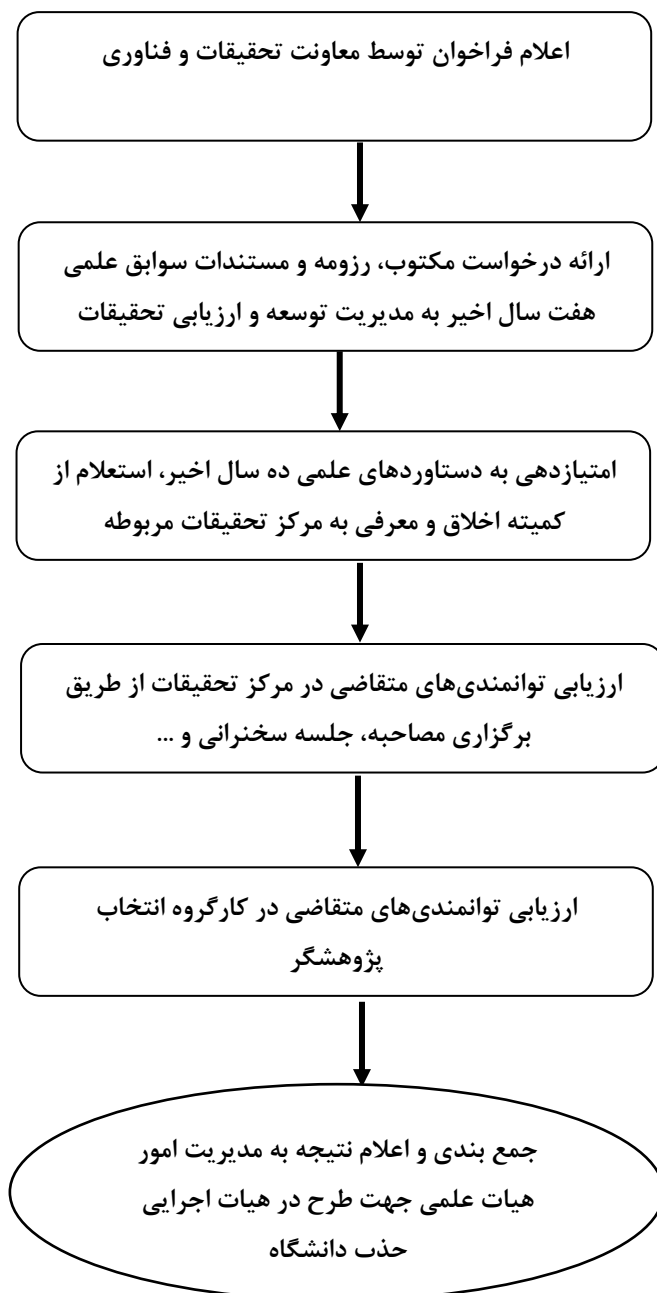 اعلام فراخوان توسط معاونت تحقیقات و فناوری
ارائه درخواست مکتوب، رزومه و مستندات سوابق علمی
هفت سال اخیر به مدیریت توسعه و ارزیابی تحقیقات
امتیازدهی به دستاوردهای علمی ده سال اخیر، استعلام از
کمیته اخلاق و معرفی به مرکز تحقیقات مربوطه
ارزیابی توانمندی‌های متقاضی در مرکز تحقیقات از طریق
برگزاری مصاحبه، جلسه سخنرانی و ...
ارزیابی توانمندی‌های متقاضی در کارگروه انتخاب
پژوهشگر
جمع بندی و اعلام نتیجه به مدیریت امور
هیات علمی جهت طرح در هیات اجرایی
حذب دانشگاه